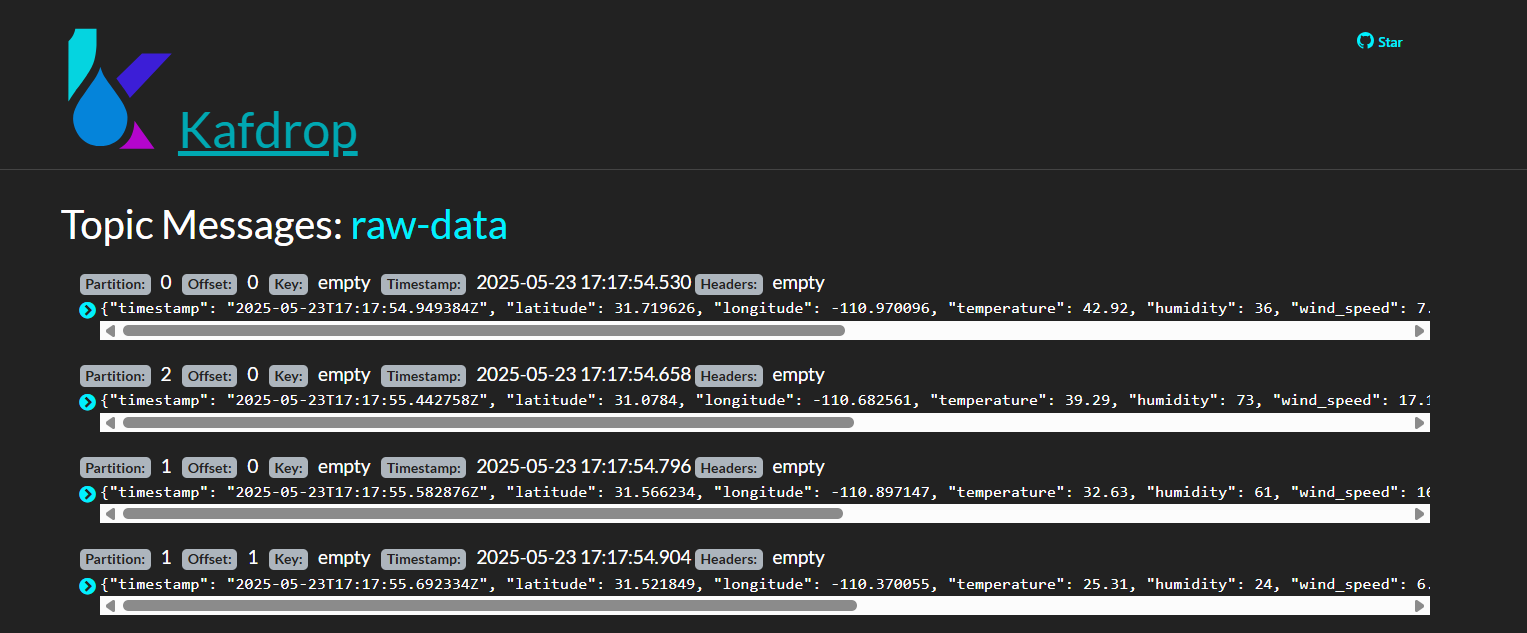 Star
Kafdrop
Topic Messages: raw-data
Partition: 0 Offset: 0 Key: empty Timestamp: 2025-05-23 17:17:54.530 Headers: empty
{"timestamp": "2025-05-23T17:17:54.949384Z", "latitude": 31.719626, "longitude": -110.970096, "temperature": 42.92, "humidity": 36, "wind_speed": 7.
Partition: 2 Offset: 0 Key: empty Timestamp: 2025-05-23 17:17:54.658 Headers: empty
{"timestamp": "2025-05-23T17:17:55.442758Z", "latitude": 31.0784, "longitude": -110.682561, "temperature": 39.29, "humidity": 73, "wind_speed": 17.1
Partition: 1 Offset: 0 Key: empty Timestamp: 2025-05-23 17:17:54.796 Headers: empty
{"timestamp": "2025-05-23T17:17:55.582876Z", "latitude": 31.566234, "longitude": -110.897147, "temperature": 32.63, "humidity": 61, "wind_speed": 16
Partition: 1 Offset: 1 Key: empty Timestamp: 2025-05-23 17:17:54.904 Headers: empty
{"timestamp": "2025-05-23T17:17:55.692334Z", "latitude": 31.521849, "longitude": -110.370055, "temperature": 25.31, "humidity": 24, "wind_speed": 6.